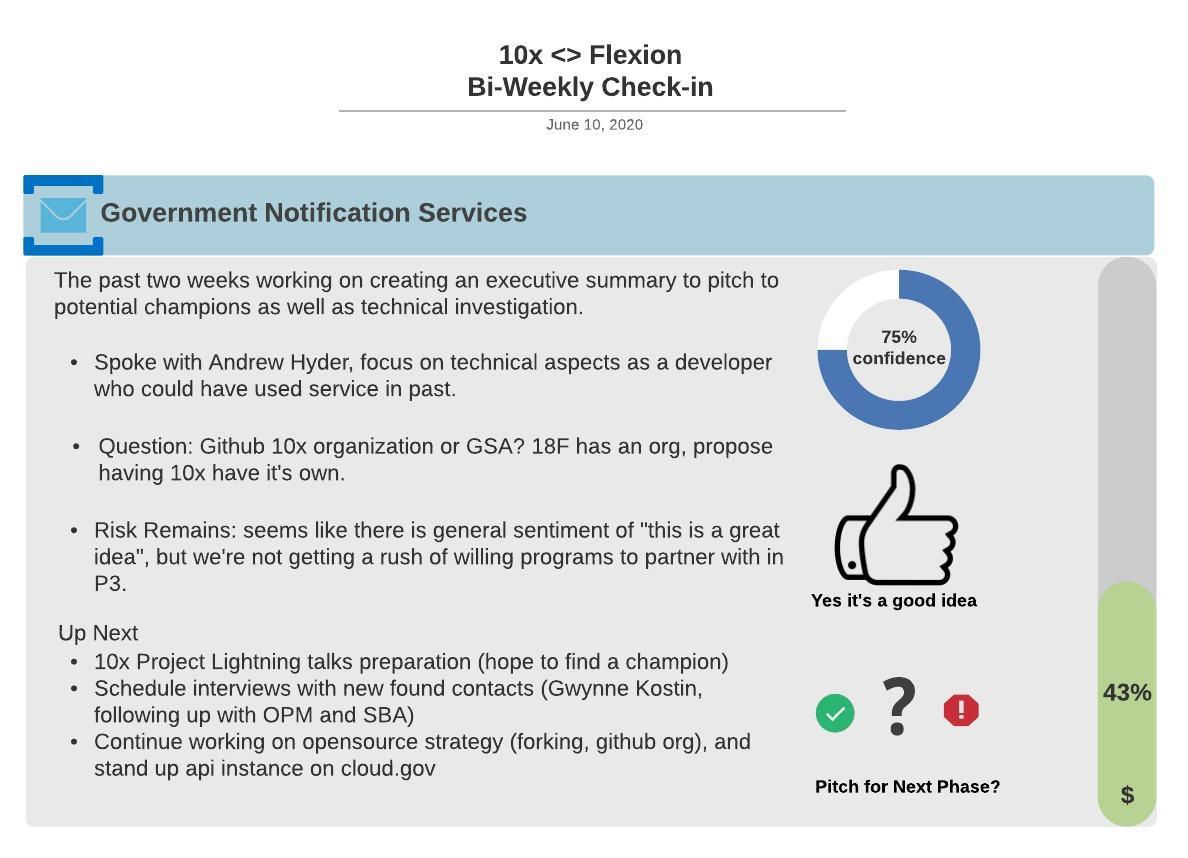 10x <> Flexion
Bi-Weekly Check-in
June 10, 2020
Government Notification Services
The past two weeks working on creating an executive summary to pitch to
potential champions as well as technical investigation.
• Spoke with Andrew Hyder, focus on technical aspects as a developer
who could have used service in past.
• Question: Github 10x organization or GSA? 18F has an org, propose
having 10x have it's own.
• Risk Remains: seems like there is general sentiment of "this is a great
idea", but we're not getting a rush of willing programs to partner with in
P3.
Up Next
• 10x Project Lightning talks preparation (hope to find a champion)
• Schedule interviews with new found contacts (Gwynne Kostin,
following up with OPM and SBA)
• Continue working on opensource strategy (forking, github org), and
stand up api instance on cloud.gov
75%
confidence
Yes it's a good idea
?
!
Pitch for Next Phase?
43%
$